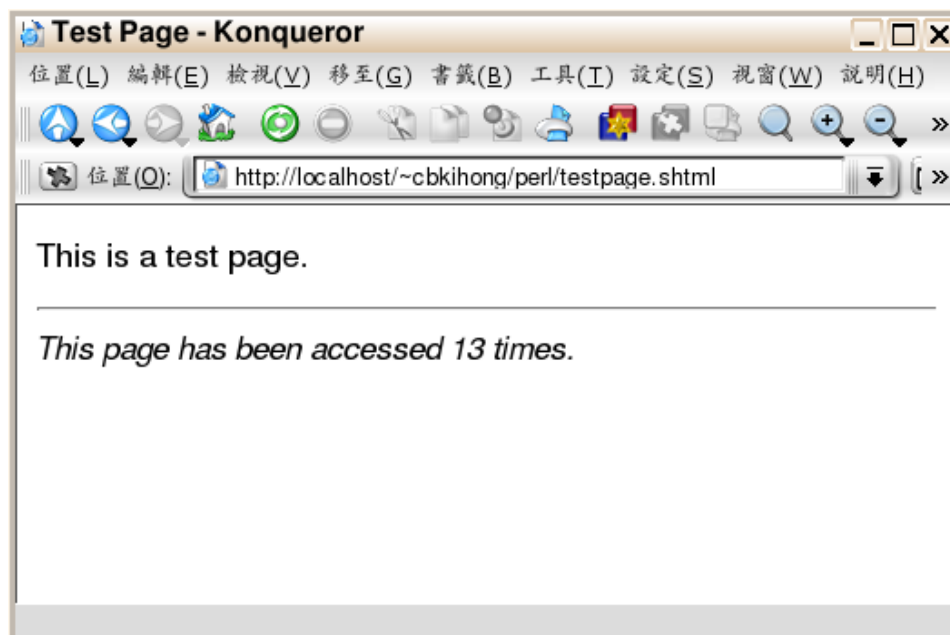 Test Page - Konqueror
位置(L) 編輯(E) 檢視(V) 移至(G) 書籤(B) 工具(T) 設定(S) 視窗(W) 說明(H)
位置(O): http://localhost/~cbkihong/perl/testpage.shtml
This is a test page.
This page has been accessed 13 times.